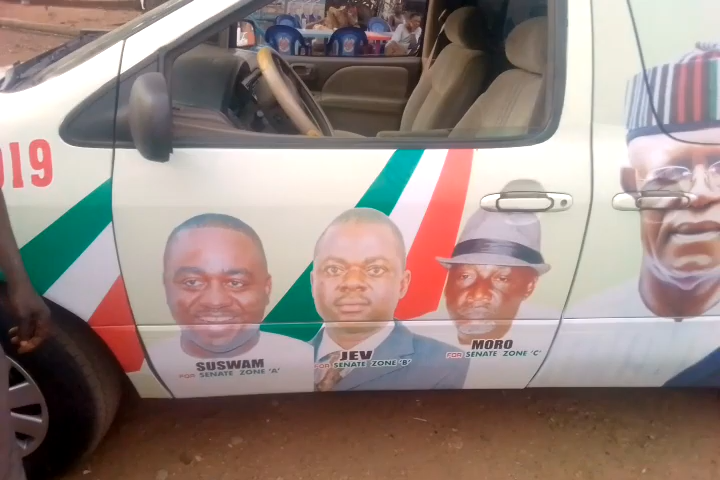 019
SUSWAM
FOR SENATE ZONE 'A'
JEV
FOR SENATE ZONE 'B'
MORO
FOR SENATE ZONE 'C'